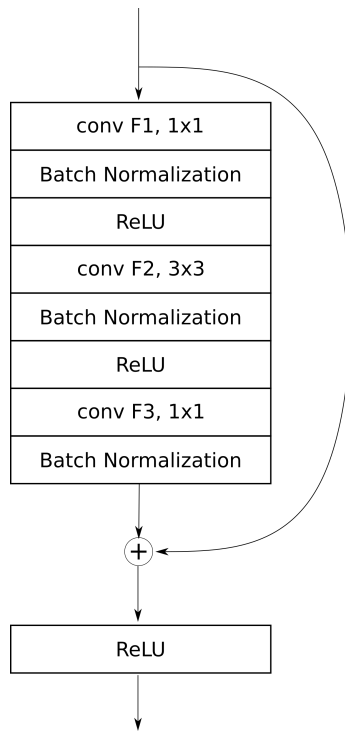 conv F1, 1x1
Batch Normalization
ReLU
conv F2, 3x3
Batch Normalization
ReLU
conv F3, 1x1
Batch Normalization
+
ReLU